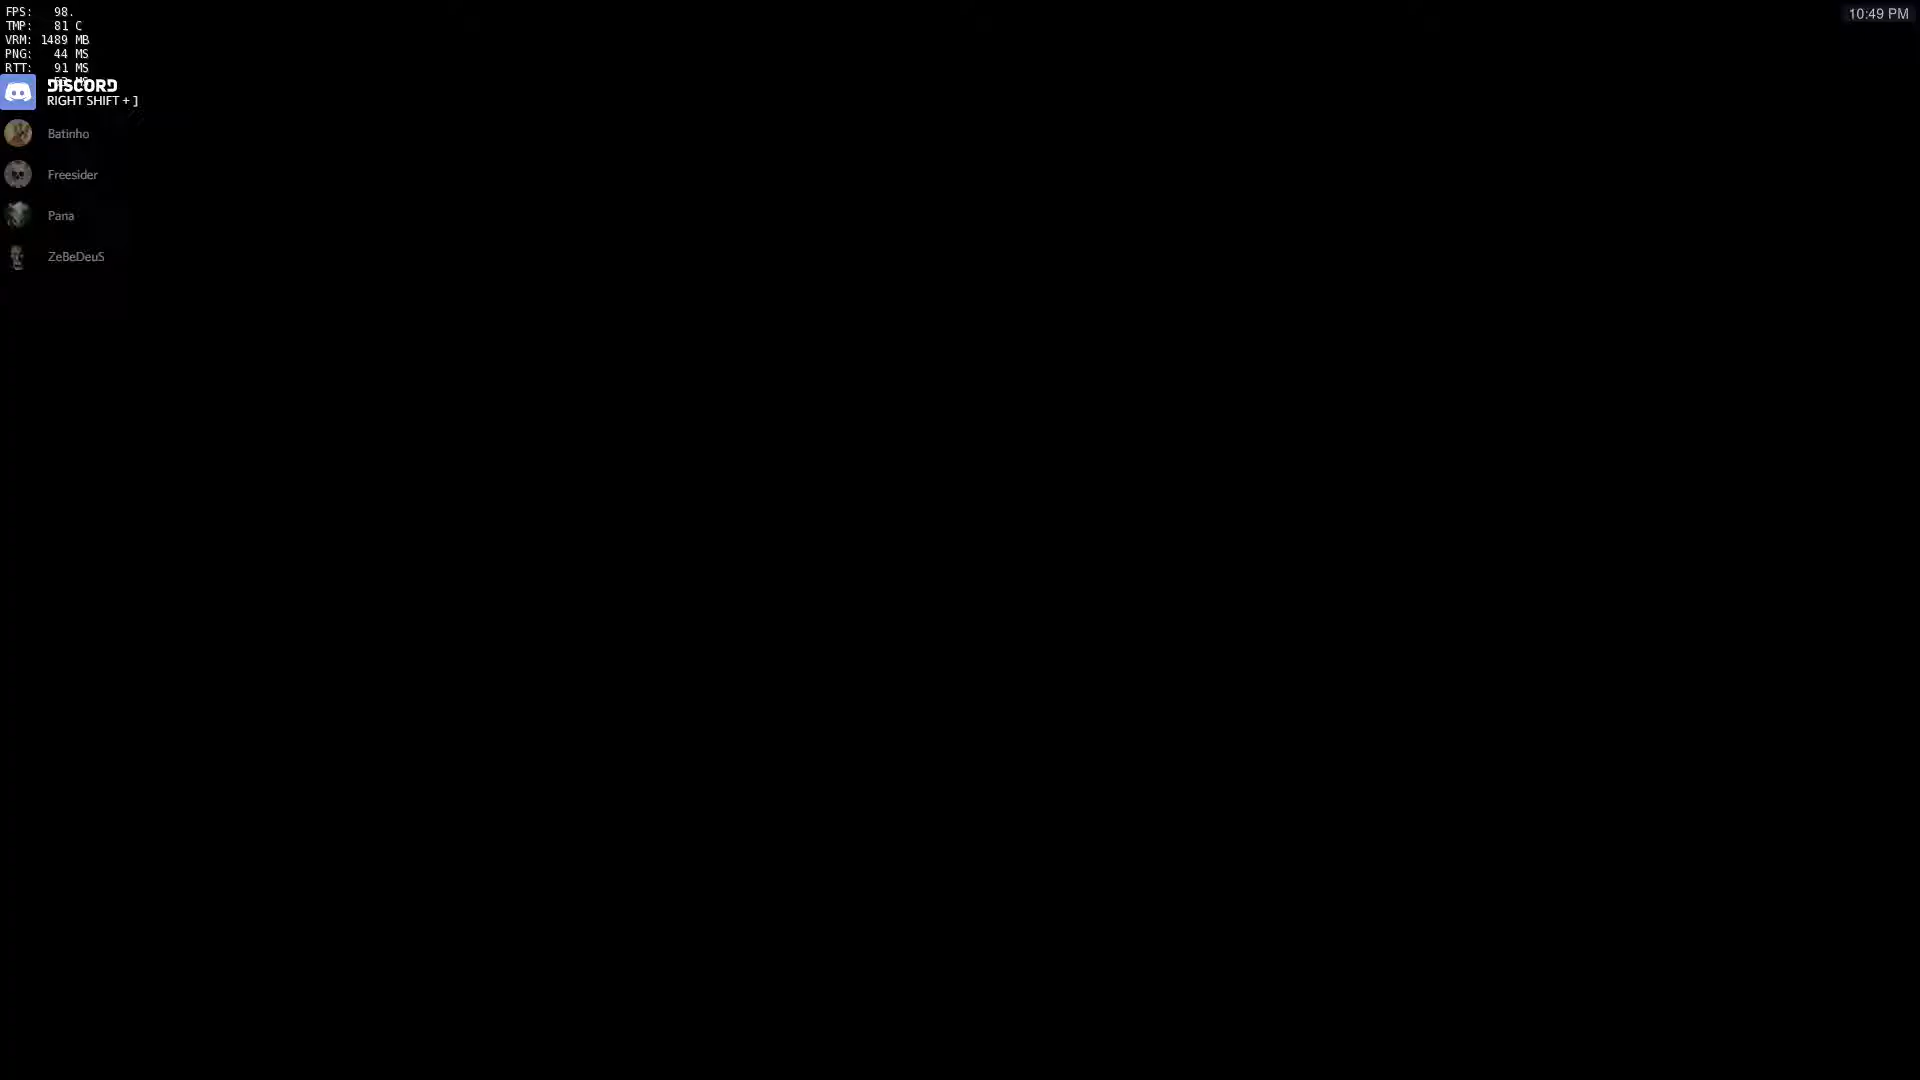 FPS: 98.
TMP: 81 C
VRM: 1489 MB
PNG: 44 MS
RTT: 91 MS
DISCORD
RIGHT SHIFT + ]
Batinho
Freesider
Pana
ZeBeDeuS
10:49 PM